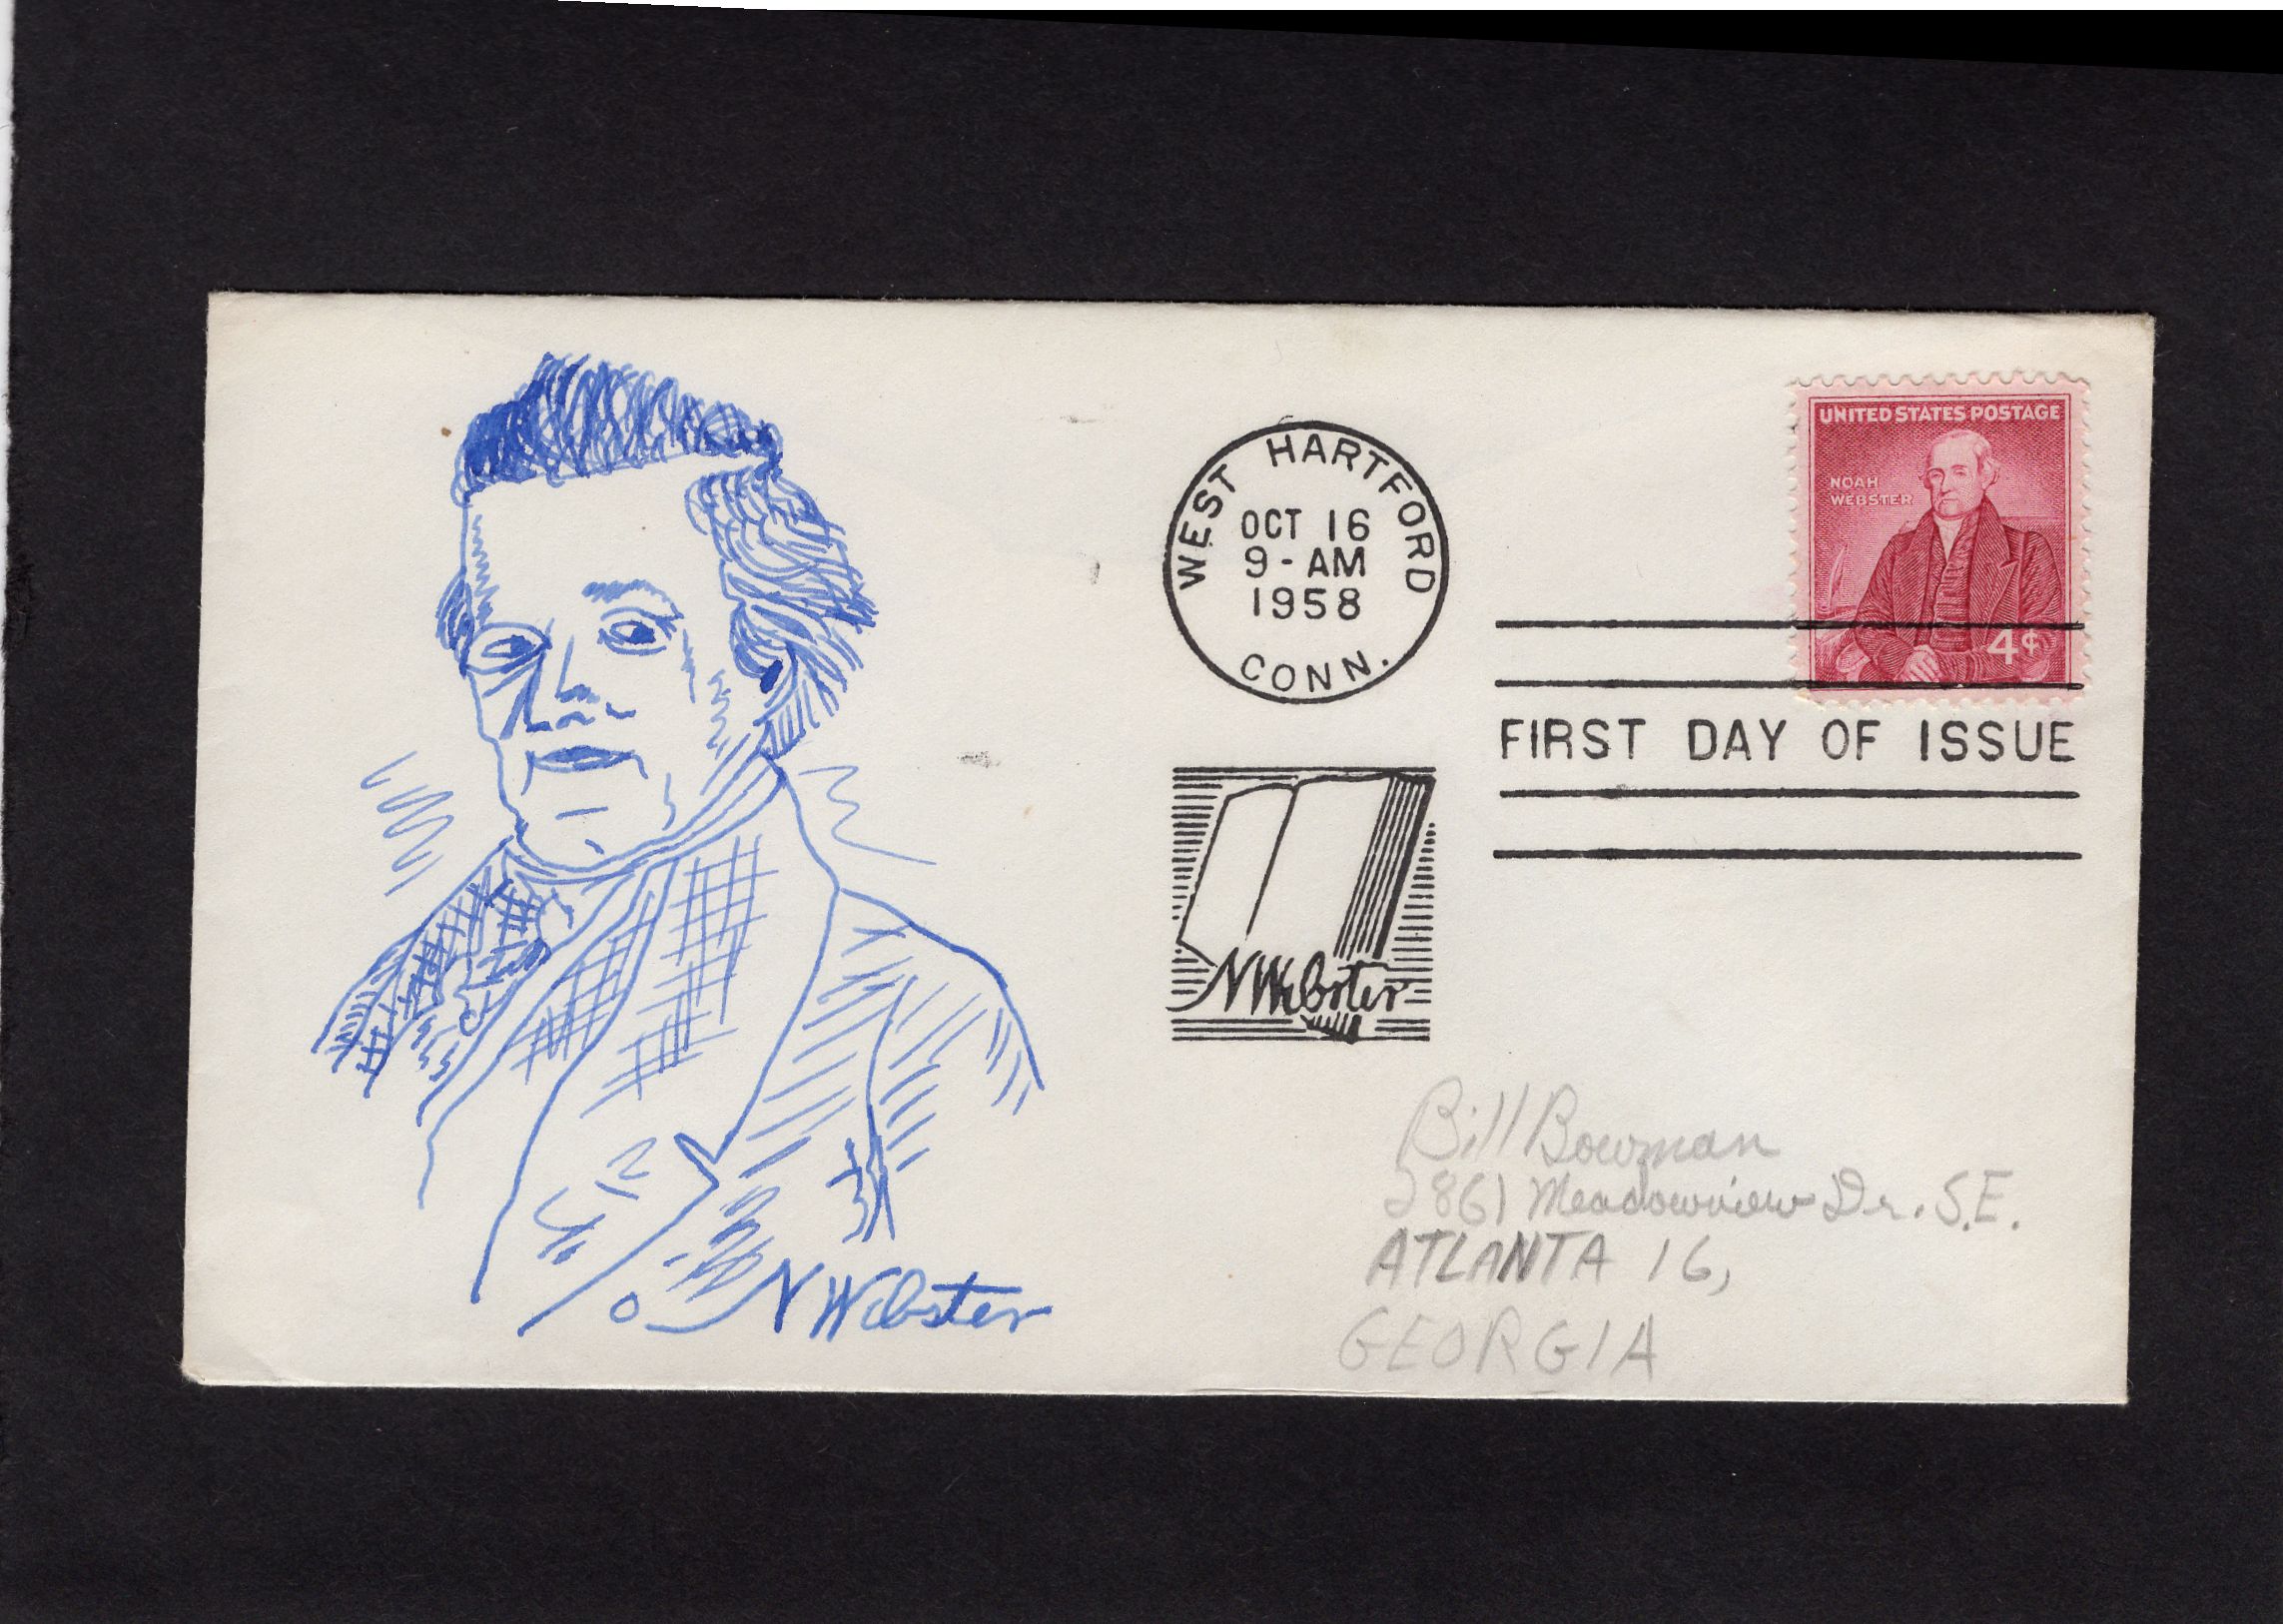 UNITED STATES POSTAGE
NOAH
WEBSTER
4¢
WEST HARTFORD
OCT 16
9-AM
1958
CONN.
FIRST DAY OF ISSUE
N Webster
N Webster
Bill Bowman
2861 Meadowview Dr. S.E.
ATLANTA 16,
GEORGIA